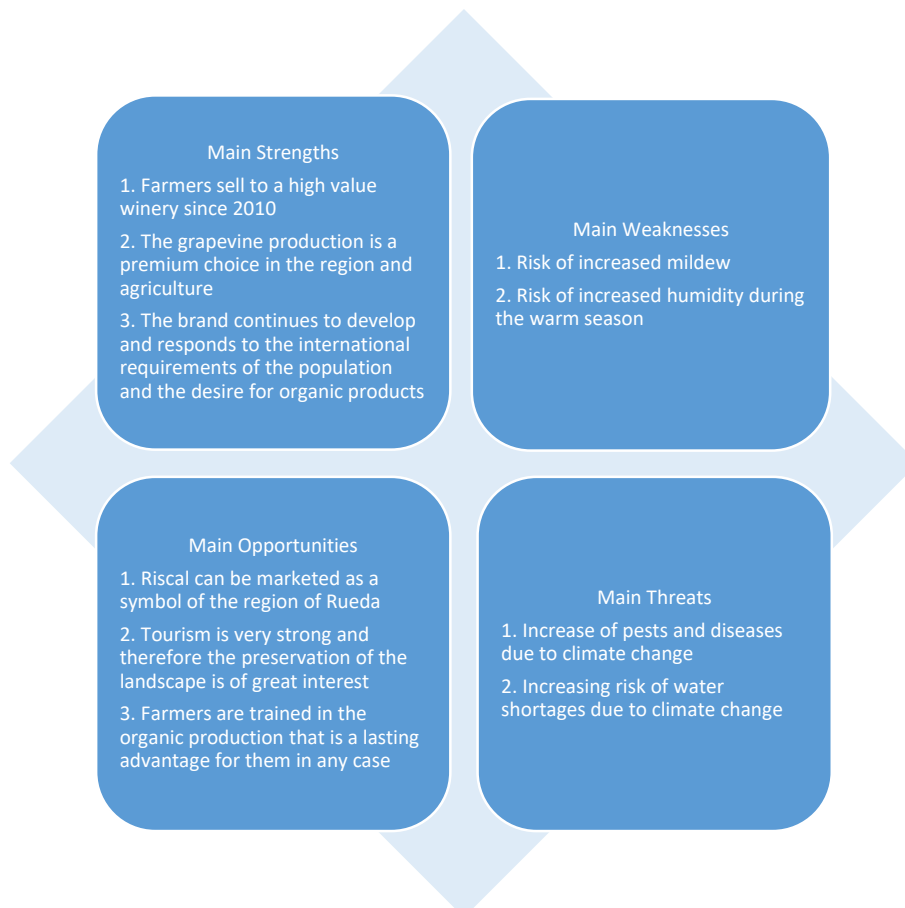 Main Strengths
1. Farmers sell to a high value
winery since 2010
2. The grapevine production is a
premium choice in the region and
agriculture
3. The brand continues to develop
and responds to the international
requirements of the population
and the desire for organic products
Main Weaknesses
1. Risk of increased mildew
2. Risk of increased humidity during
the warm season
Main Opportunities
1. Riscal can be marketed as a
symbol of the region of Rueda
2. Tourism is very strong and
therefore the preservation of the
landscape is of great interest
3. Farmers are trained in the
organic production that is a lasting
advantage for them in any case
Main Threats
1. Increase of pests and diseases
due to climate change
2. Increasing risk of water
shortages due to climate change